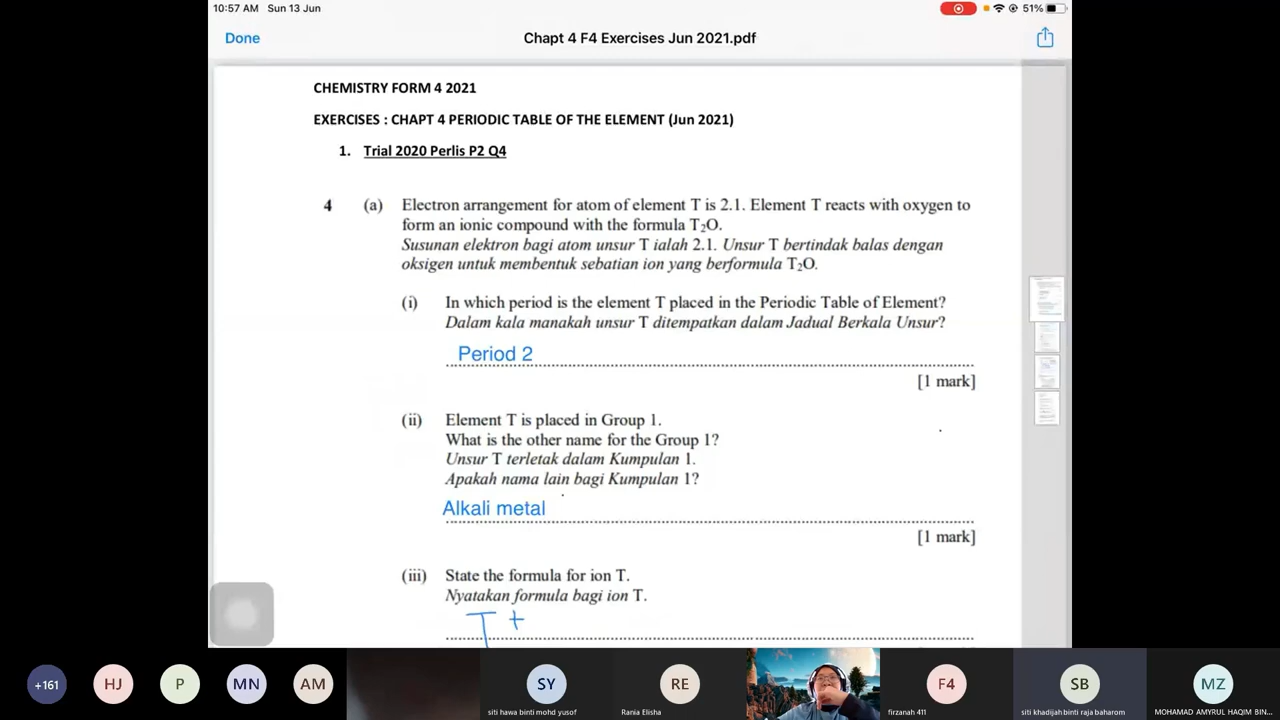 10:57 AM Sun 13 Jun
51%
Done
Chapt 4 F4 Exercises Jun 2021.pdf
CHEMISTRY FORM 4 2021
EXERCISES : CHAPT 4 PERIODIC TABLE OF THE ELEMENT (Jun 2021)
1. Trial 2020 Perlis P2 Q4
4 (a) Electron arrangement for atom of element T is 2.1. Element T reacts with oxygen to
form an ionic compound with the formula T₂O.
Susunan elektron bagi atom unsur T ialah 2.1. Unsur T bertindak balas dengan
oksigen untuk membentuk sebatian ion yang berformula T₂O.
(i) In which period is the element T placed in the Periodic Table of Element?
Dalam kala manakah unsur T ditempatkan dalam Jadual Berkala Unsur?
Period 2
[1 mark]
(ii) Element T is placed in Group 1.
What is the other name for the Group 1?
Unsur T terletak dalam Kumpulan 1.
Apakah nama lain bagi Kumpulan 1?
Alkali metal
[1 mark]
(iii) State the formula for ion T.
Nyatakan formula bagi ion T.
T +
+161
HJ
P
MN
AM
SY
siti hawa binti mohd yusof
RE
Rania Elisha
F4
firzanah 411
SB
siti khadijah binti raja baharom
MZ
MOHAMAD AMYRUL HAQIM BIN...